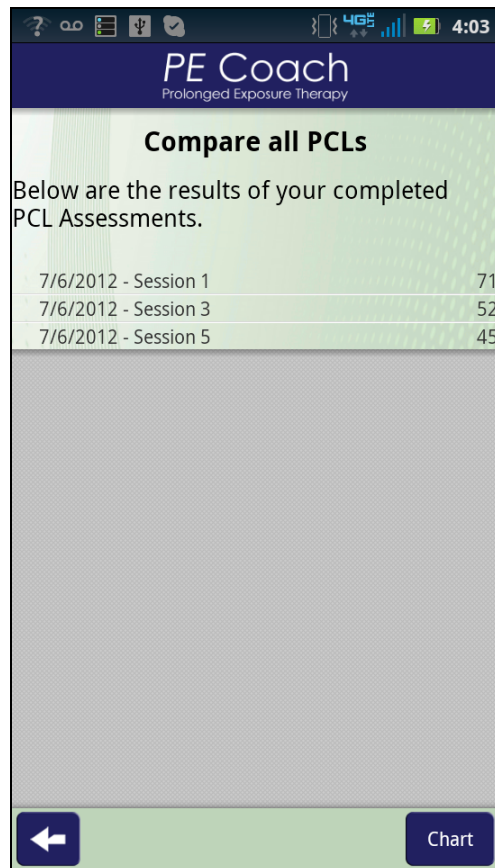 4G LTE 4:03
PE Coach
Prolonged Exposure Therapy
Compare all PCLs
Below are the results of your completed
PCL Assessments.
7/6/2012 - Session 1 71
7/6/2012 - Session 3 52
7/6/2012 - Session 5 45
Chart